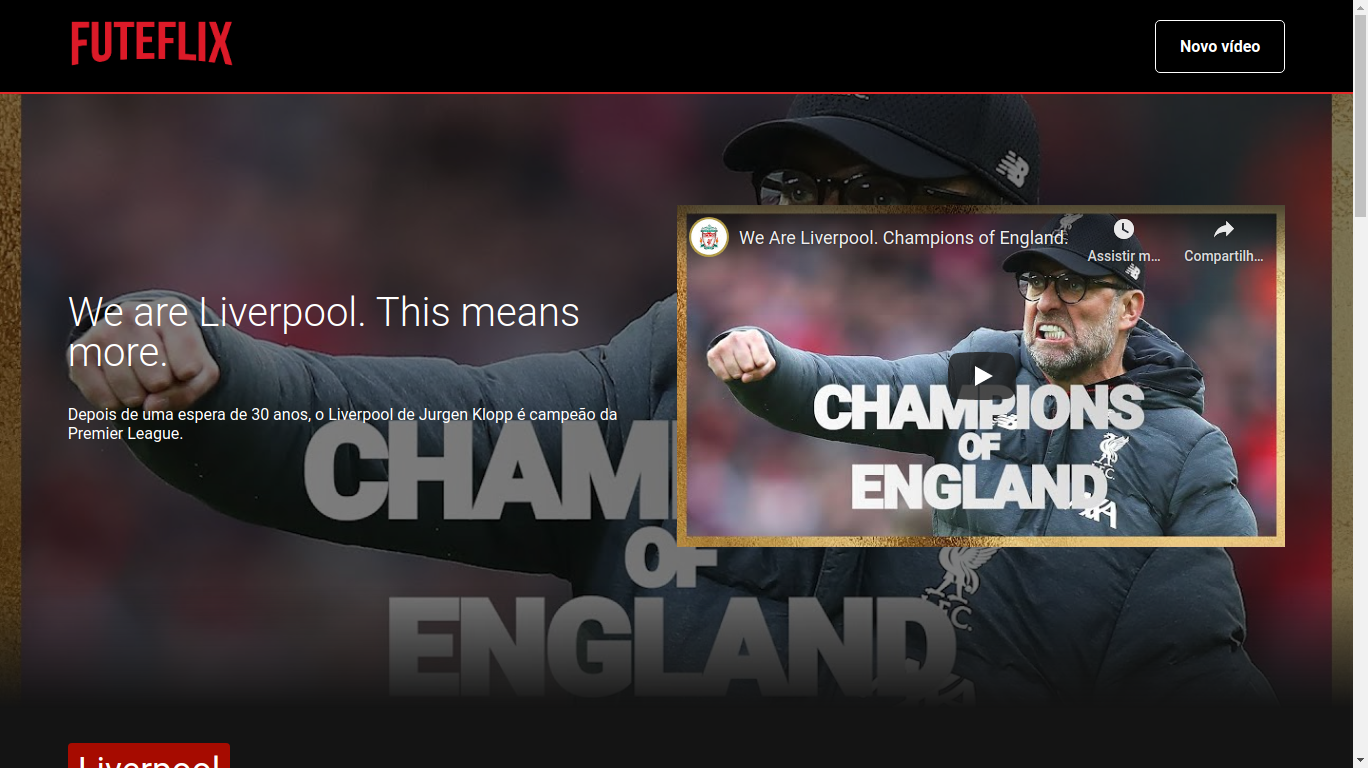 FUTEFLIX
Novo vídeo
We are Liverpool. This means
more.
Depois de uma espera de 30 anos, o Liverpool de Jurgen Klopp é campeão da
Premier League.
We Are Liverpool. Champions of England.
Assistir m...
Compartilh...
CHAMPIONS
OF
ENGLAND
CHAMPI
OF
ENGLAND
Liverpool